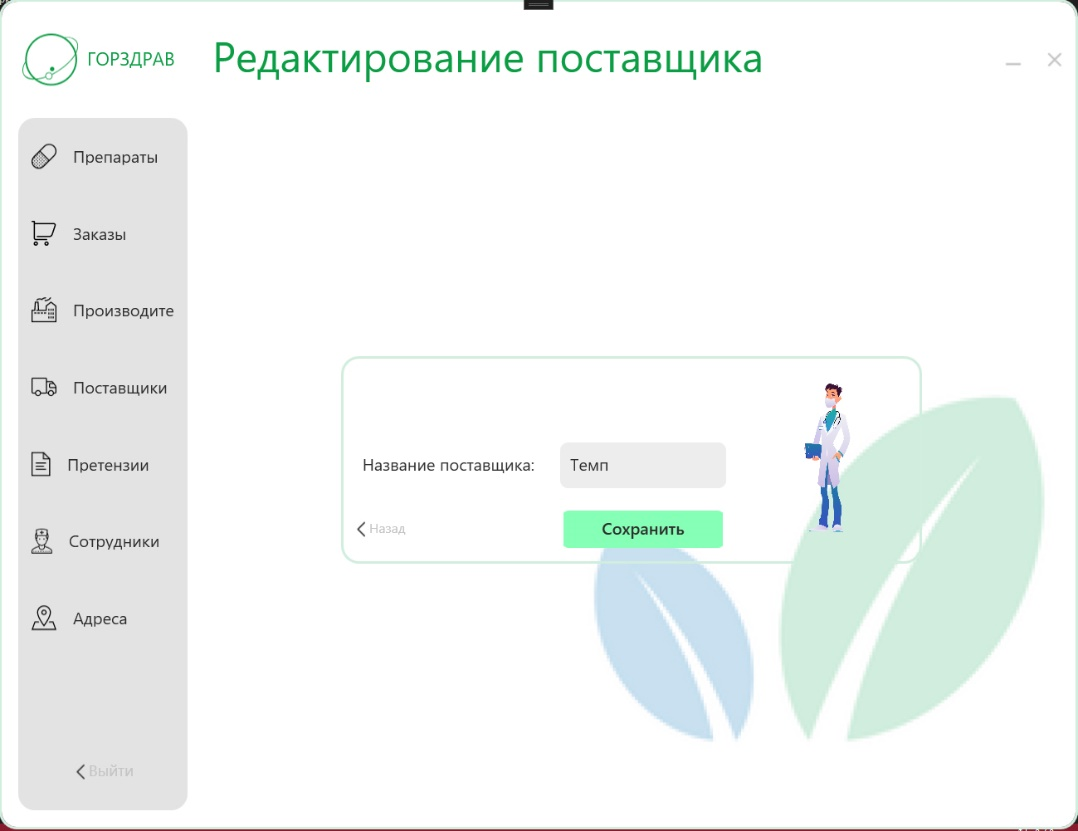 ГОРЗДРАВ
Редактирование поставщика
Препараты
Заказы
Производите
Поставщики
Претензии
Сотрудники
Адреса
Выйти
Название поставщика:
Темп
Назад
Сохранить